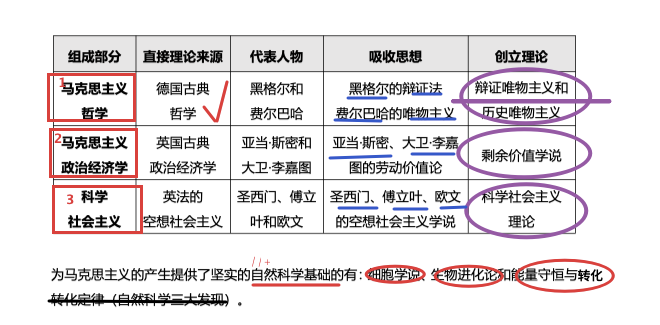 组成部分 直接理论来源 代表人物 吸收思想 创立理论
1 马克思主义 德国古典 黑格尔和 黑格尔的辩证法 辩证唯物主义和
哲学 哲学 费尔巴哈 费尔巴哈的唯物主义 历史唯物主义
2 马克思主义 英国古典 亚当·斯密和 亚当·斯密、大卫·李嘉 剩余价值学说
政治经济学 政治经济学 大卫·李嘉图 图的劳动价值论
3 科学 英法的 圣西门、傅立 圣西门、傅立叶、欧文 科学社会主义
社会主义 空想社会主义 叶和欧文 的空想社会主义学说 理论
为马克思主义的产生提供了坚实的自然科学基础的有：细胞学说、生物进化论和能量守恒与转化
转化定律（自然科学三大发现）。